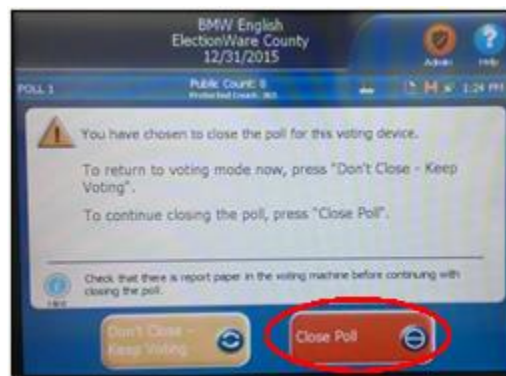 BMW English
ElectionWare County
12/31/2015
Admin
Help
POLL 1
Public Count: 0
Protected Count: 365
1:24 PM
You have chosen to close the poll for this voting device.
To return to voting mode now, press "Don't Close - Keep
Voting".
To continue closing the poll, press "Close Poll".
Check that there is report paper in the voting machine before continuing with
closing the poll.
Don't Close -
Keep Voting
Close Poll